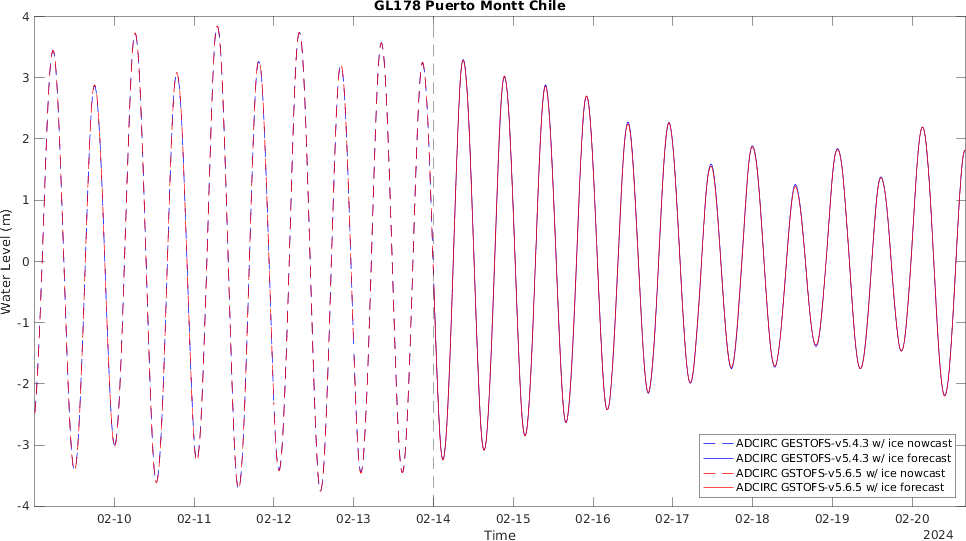 GL178 Puerto Montt Chile
4
3
2
1
0
-1
-2
-3
-4
Water Level (m)
ADCIRC GESTOFS-v5.4.3 w/ ice nowcast
ADCIRC GESTOFS-v5.4.3 w/ ice forecast
ADCIRC GSTOFS-v5.6.5 w/ ice nowcast
ADCIRC GSTOFS-v5.6.5 w/ ice forecast
02-10 02-11 02-12 02-13 02-14 02-15 02-16 02-17 02-18 02-19 02-20
Time
2024